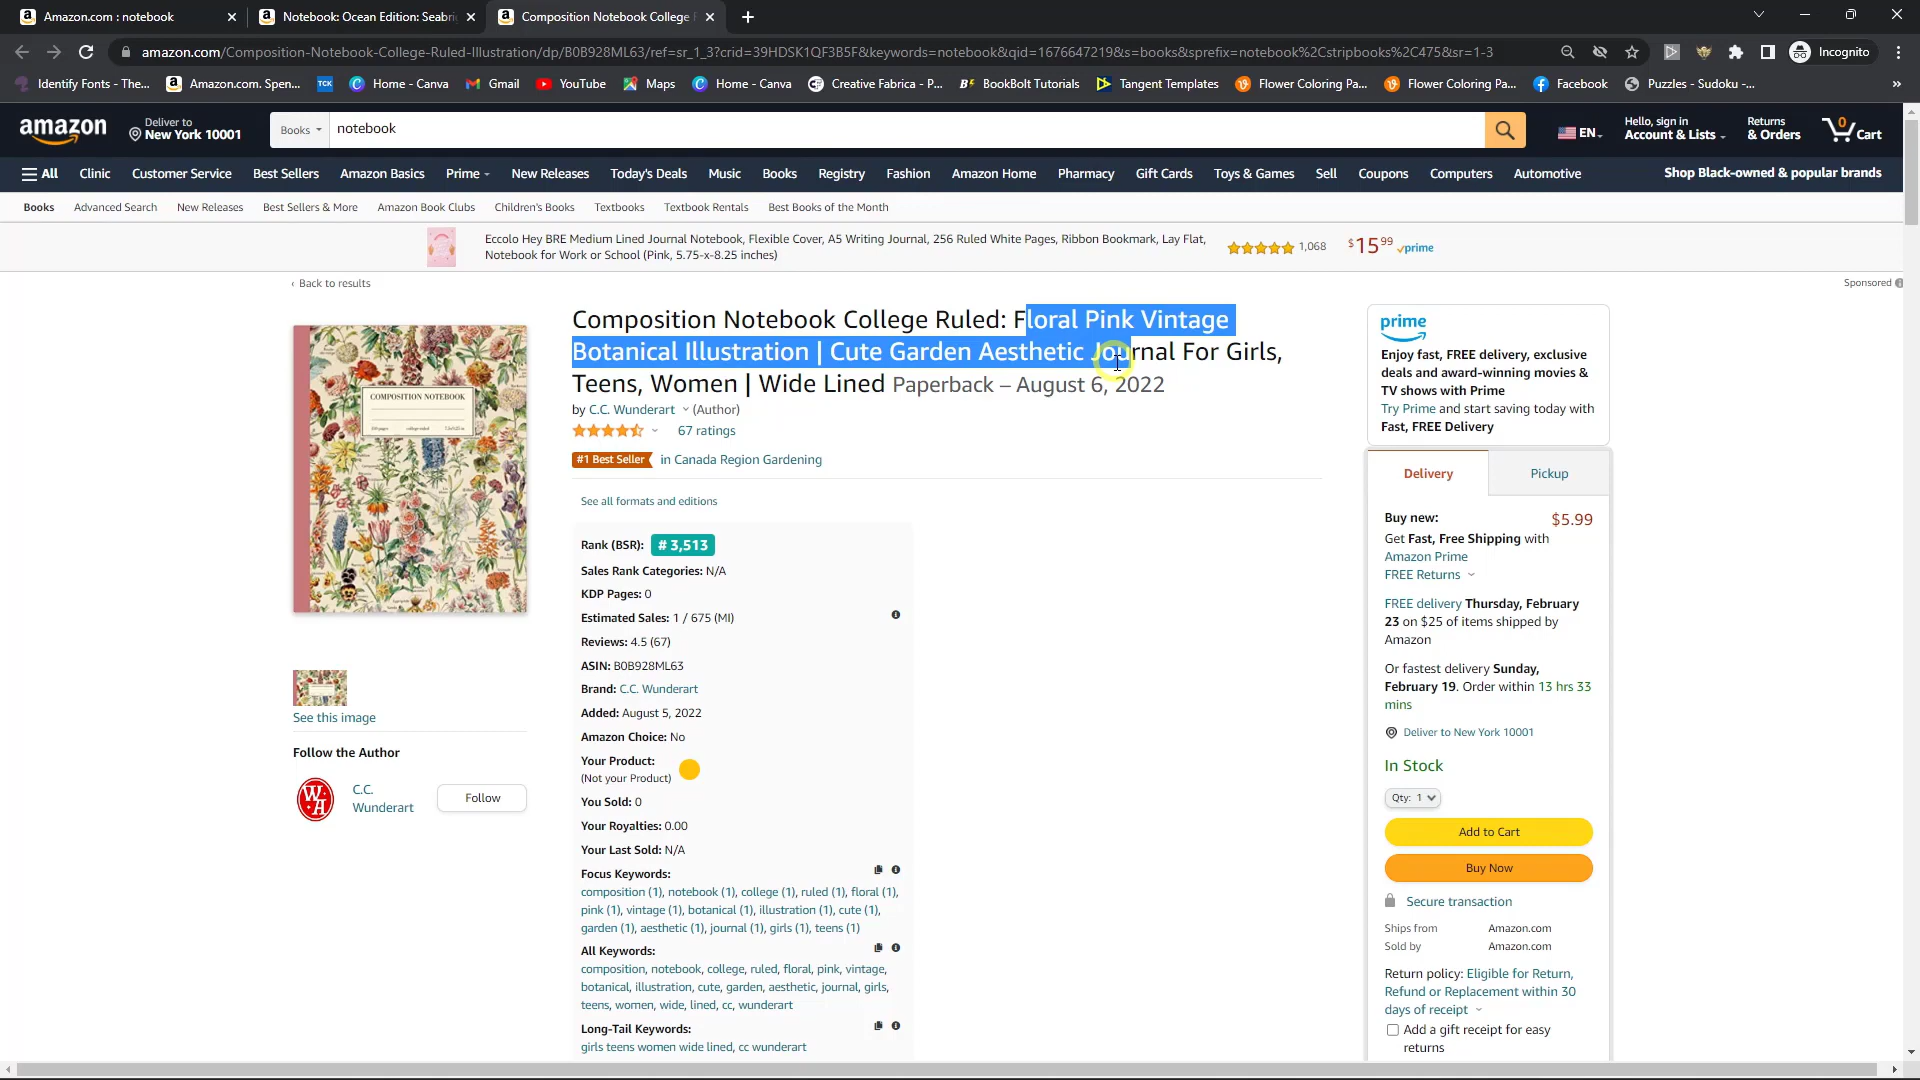 Amazon.com : notebook
Notebook: Ocean Edition: Seabri
Composition Notebook College R
amazon.com/Composition-Notebook-College-Ruled-Illustration/dp/B0B928ML63/ref=sr_1_3?crid=39HDSK1QF3B5F&keywords=notebook&qid=1676647219&s=books&sprefix=notebook%2Cstripbooks%2C475&sr=1-3
Incognito
Identify Fonts - The...
Amazon.com. Spen...
Home - Canva
Gmail
YouTube
Maps
Home - Canva
Creative Fabrica - P...
BookBolt Tutorials
Tangent Templates
Flower Coloring Pa...
Flower Coloring Pa...
Facebook
Puzzles - Sudoku -...
amazon
Deliver to
New York 10001
Books
notebook
EN
Hello, sign in
Account & Lists
Returns
& Orders
0
Cart
All
Clinic
Customer Service
Best Sellers
Amazon Basics
Prime
New Releases
Today's Deals
Music
Books
Registry
Fashion
Amazon Home
Pharmacy
Gift Cards
Toys & Games
Sell
Coupons
Computers
Automotive
Shop Black-owned & popular brands
Books
Advanced Search
New Releases
Best Sellers & More
Amazon Book Clubs
Children's Books
Textbooks
Textbook Rentals
Best Books of the Month
Eccolo Hey BRE Medium Lined Journal Notebook, Flexible Cover, A5 Writing Journal, 256 Ruled White Pages, Ribbon Bookmark, Lay Flat,
Notebook for Work or School (Pink, 5.75-x-8.25 inches)
1,068
$15 99
prime
‹ Back to results
Sponsored
Composition Notebook College Ruled: Floral Pink Vintage
Botanical Illustration | Cute Garden Aesthetic Journal For Girls,
Teens, Women | Wide Lined Paperback – August 6, 2022
by C.C. Wunderart (Author)
67 ratings
#1 Best Seller in Canada Region Gardening
COMPOSITION NOTEBOOK
See all formats and editions
Rank (BSR): # 3,513
Sales Rank Categories: N/A
KDP Pages: 0
Estimated Sales: 1 / 675 (MI)
Reviews: 4.5 (67)
ASIN: B0B928ML63
Brand: C.C. Wunderart
Added: August 5, 2022
Amazon Choice: No
Your Product:
(Not your Product)
You Sold: 0
Your Royalties: 0.00
Your Last Sold: N/A
Focus Keywords:
composition (1), notebook (1), college (1), ruled (1), floral (1),
pink (1), vintage (1), botanical (1), illustration (1), cute (1),
garden (1), aesthetic (1), journal (1), girls (1), teens (1)
All Keywords:
composition, notebook, college, ruled, floral, pink, vintage,
botanical, illustration, cute, garden, aesthetic, journal, girls,
teens, women, wide, lined, cc, wunderart
Long-Tail Keywords:
girls teens women wide lined, cc wunderart
See this image
Follow the Author
C.C.
Wunderart
Follow
prime
Enjoy fast, FREE delivery, exclusive
deals and award-winning movies &
TV shows with Prime
Try Prime and start saving today with
Fast, FREE Delivery
Delivery
Pickup
Buy new:
$5.99
Get Fast, Free Shipping with
Amazon Prime
FREE Returns
FREE delivery Thursday, February
23 on $25 of items shipped by
Amazon
Or fastest delivery Sunday,
February 19. Order within 13 hrs 33
mins
Deliver to New York 10001
In Stock
Qty: 1
Add to Cart
Buy Now
Secure transaction
Ships from Amazon.com
Sold by Amazon.com
Return policy: Eligible for Return,
Refund or Replacement within 30
days of receipt
Add a gift receipt for easy
returns